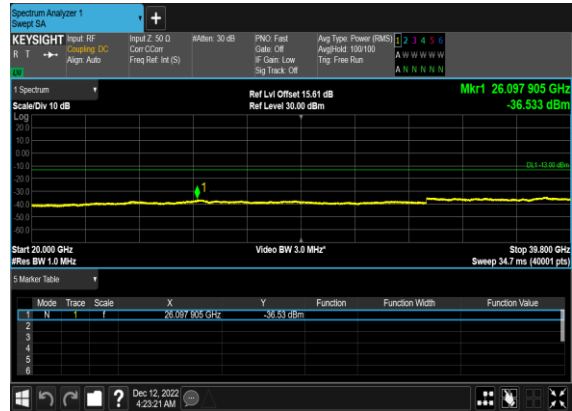 Spectrum Analyzer 1
Swept SA
+
KEYSIGHT
R T
Input: RF
Coupling: DC
Align: Auto
Input Z: 50 Ω
Corr CCorr
Freq Ref: Int (S)
#Atten: 30 dB
PNO: Fast
Gate: Off
IF Gain: Low
Sig Track: Off
Avg Type: Power (RMS)
Avg|Hold: 100/100
Trig: Free Run
1 2 3 4 5 6
A W W W W W
A N N N N N
1 Spectrum
Scale/Div 10 dB
Ref Lvl Offset 15.61 dB
Ref Level 30.00 dBm
Mkr1 26.097 905 GHz
-36.533 dBm
Log
20.0
10.0
0.00
-10.0
-20.0
-30.0
-40.0
-50.0
-60.0
1
DL1 -13.00 dBm
Start 20.000 GHz
#Res BW 1.0 MHz
Video BW 3.0 MHz*
Stop 39.800 GHz
Sweep 34.7 ms (40001 pts)
5 Marker Table
Mode Trace Scale X Y Function Function Width Function Value
1 N 1 f 26.097 905 GHz -36.53 dBm
2
3
4
5
6
?
Dec 12, 2022
4:23:21 AM